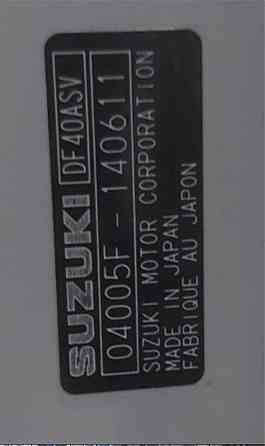 SUZUKI DF40ASV
04005F-140611
SUZUKI MOTOR CORPORATION
MADE IN JAPAN
FABRIQUE AU JAPON